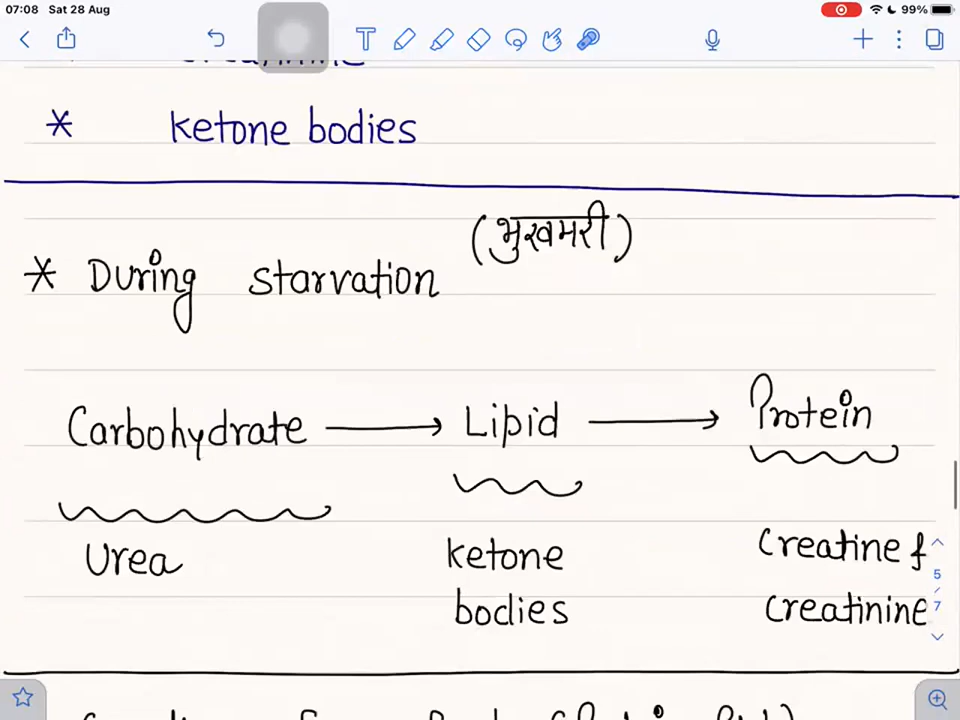 07:08 Sat 28 Aug 99%
T
* ketone bodies
(भुखमरी)
* During starvation
Carbohydrate → Lipid → Protein
Urea ketone creatine f
bodies creatinine
5
/
7